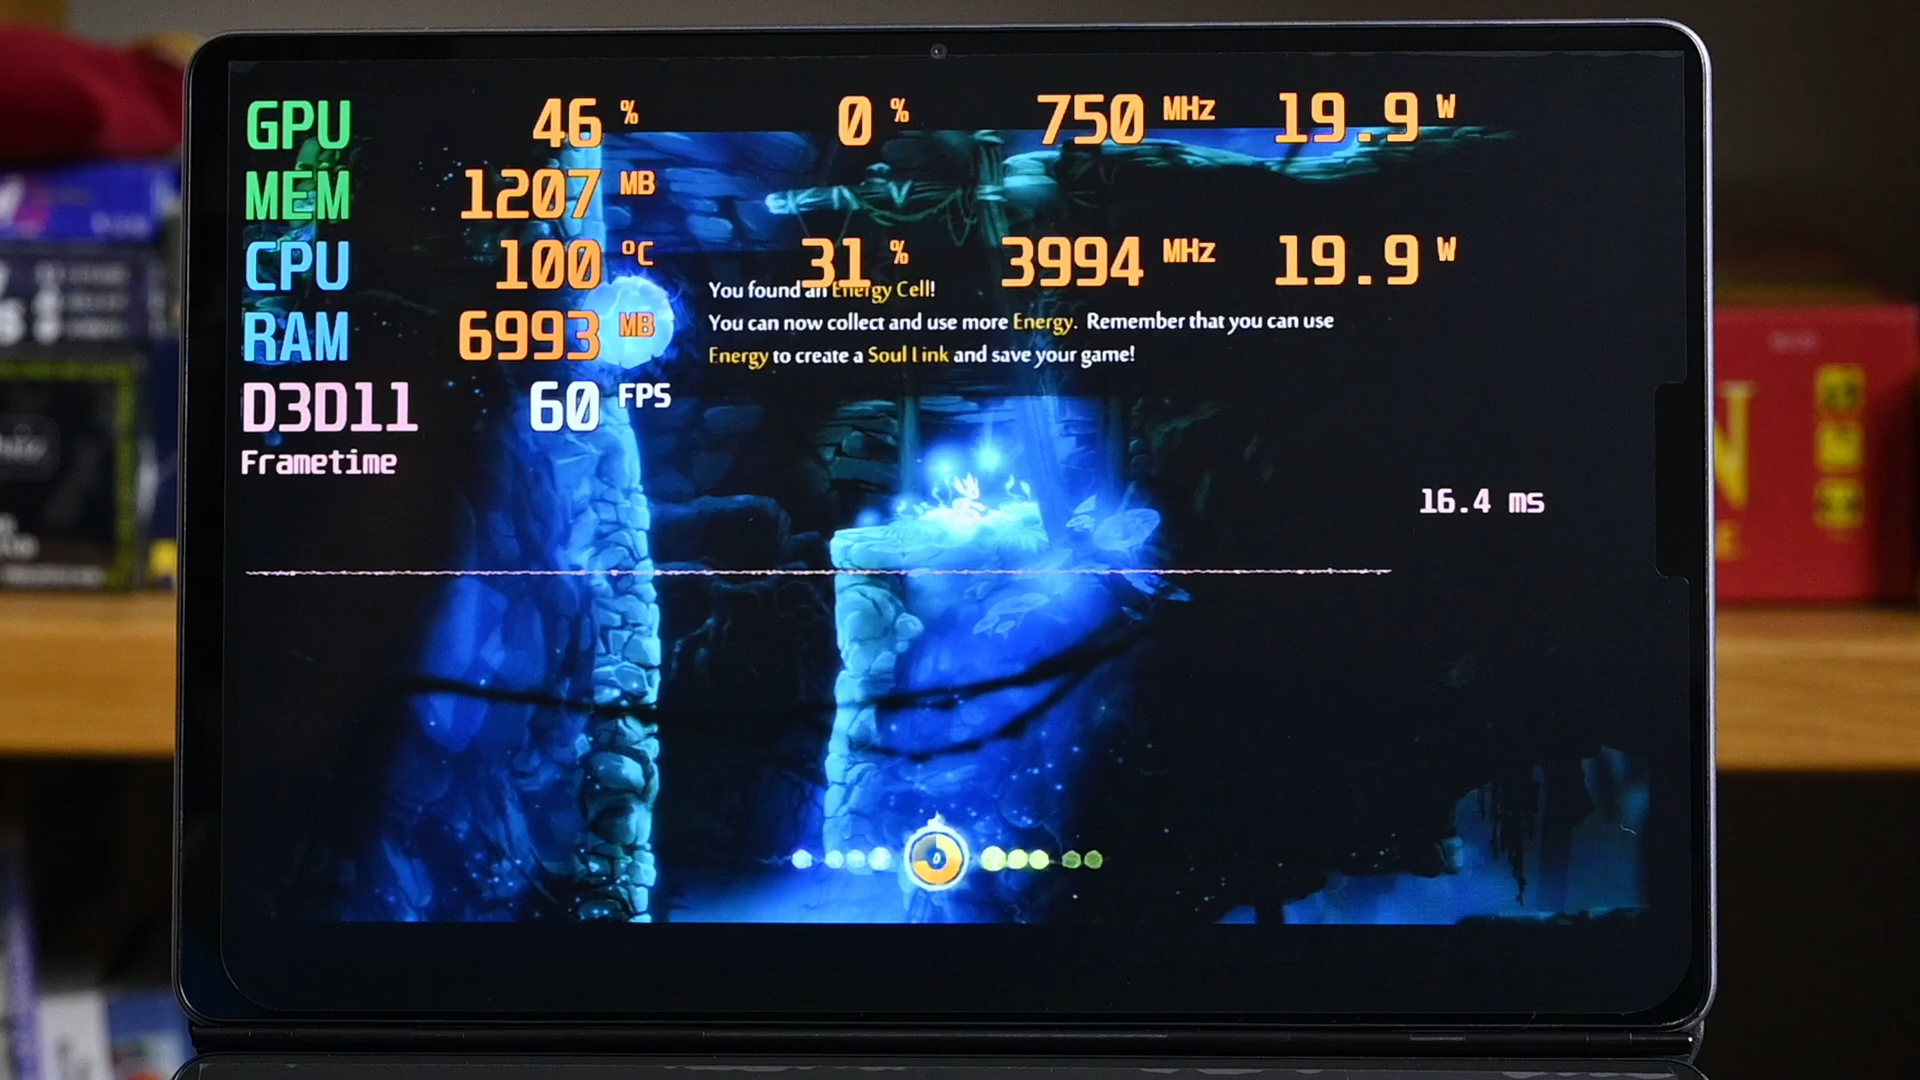 GPU 46 % 0 % 750 MHz 19.9 W
MEM 1207 MB
CPU 100 °C 31 % 3994 MHz 19.9 W
You found an Energy Cell!
RAM 6993 MB
You can now collect and use more Energy. Remember that you can use
Energy to create a Soul Link and save your game!
D3D11 60 FPS
Frametime
16.4 ms
0